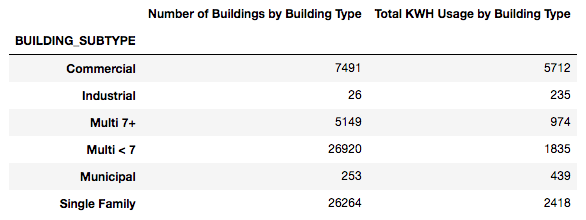 Number of Buildings by Building Type Total KWH Usage by Building Type
BUILDING_SUBTYPE
Commercial 7491 5712
Industrial 26 235
Multi 7+ 5149 974
Multi < 7 26920 1835
Municipal 253 439
Single Family 26264 2418